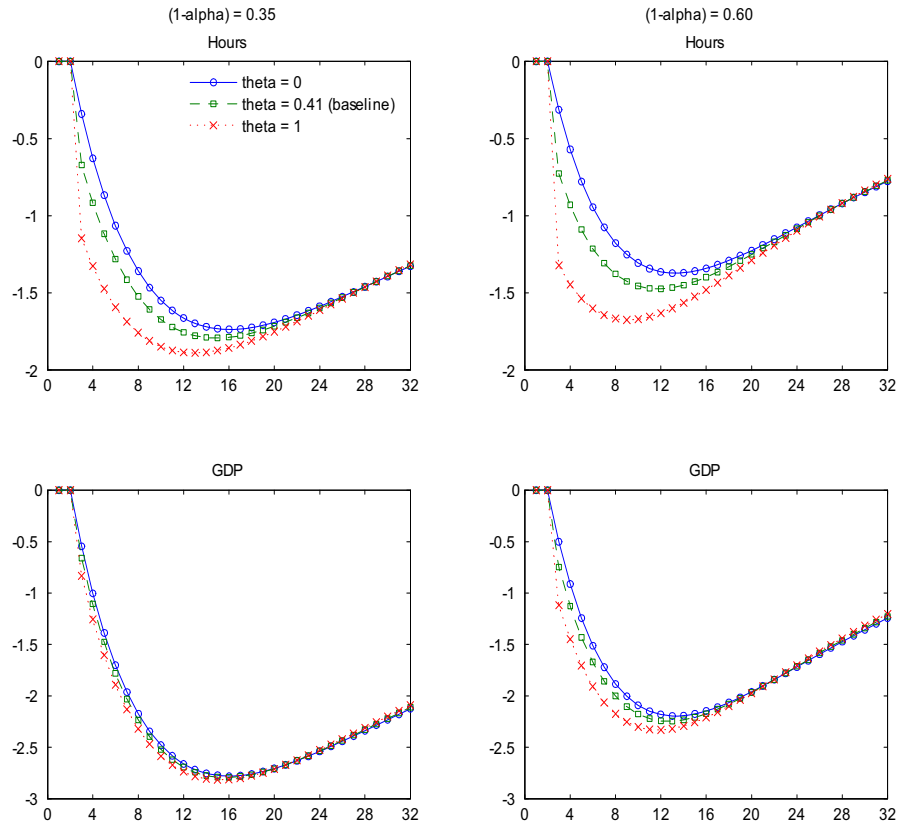 (1-alpha) = 0.35
(1-alpha) = 0.60
Hours
Hours
theta = 0
theta = 0.41 (baseline)
theta = 1
0
-0.5
-1
-1.5
-2
0 4 8 12 16 20 24 28 32
0
-0.5
-1
-1.5
-2
0 4 8 12 16 20 24 28 32
GDP
GDP
0
-0.5
-1
-1.5
-2
-2.5
-3
0 4 8 12 16 20 24 28 32
0
-0.5
-1
-1.5
-2
-2.5
-3
0 4 8 12 16 20 24 28 32